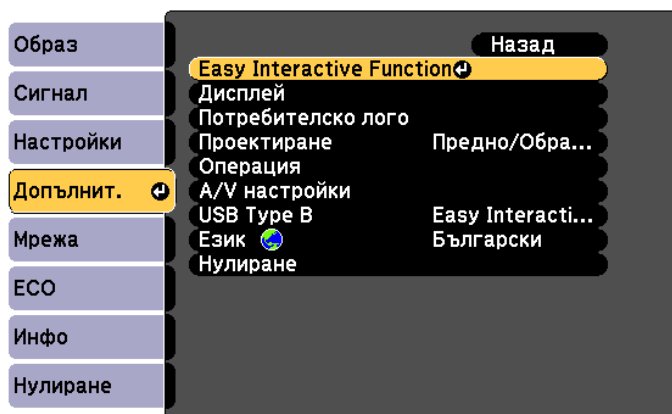 Образ
Сигнал
Настройки
Допълнит.
Мрежа
ECO
Инфо
Нулиране
Назад
Easy Interactive Function
Дисплей
Потребителско лого
Проектиране Предно/Обра...
Операция
A/V настройки
USB Type B Easy Interacti...
Език Български
Нулиране